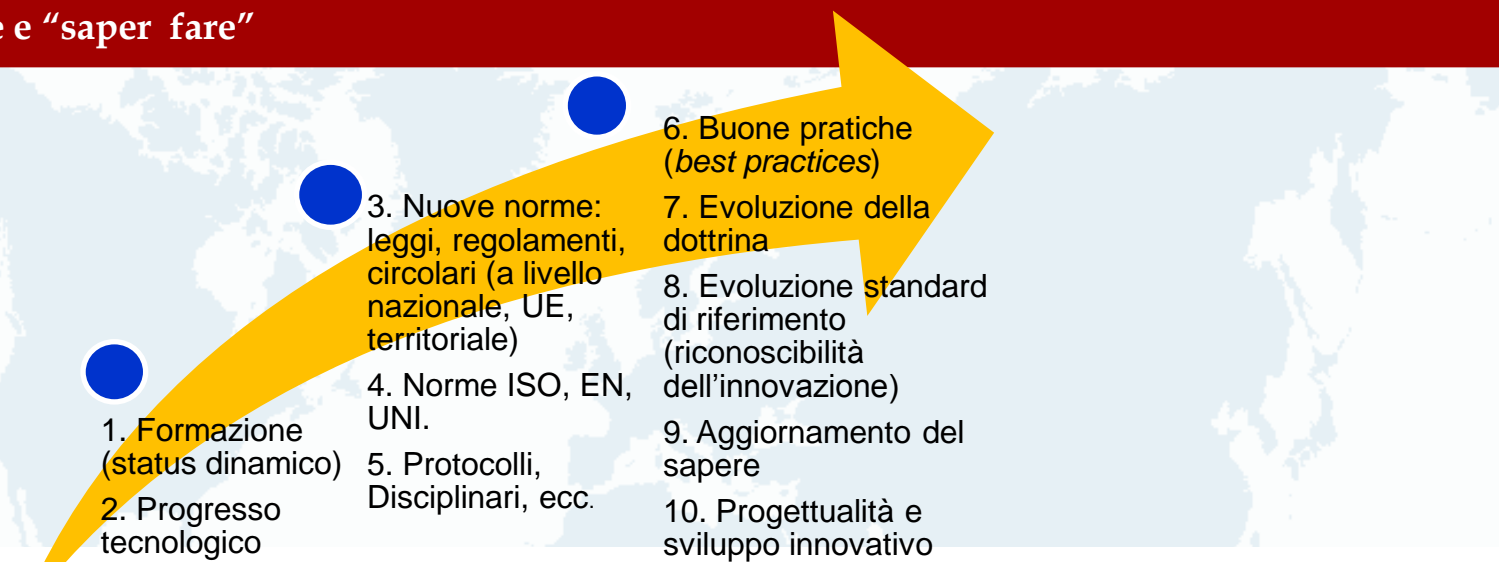 e e “saper fare”
1. Formazione
(status dinamico)
2. Progresso
tecnologico
3. Nuove norme:
leggi, regolamenti,
circolari (a livello
nazionale, UE,
territoriale)
4. Norme ISO, EN,
UNI.
5. Protocolli,
Disciplinari, ecc.
6. Buone pratiche
(best practices)
7. Evoluzione della
dottrina
8. Evoluzione standard
di riferimento
(riconoscibilità
dell’innovazione)
9. Aggiornamento del
sapere
10. Progettualità e
sviluppo innovativo